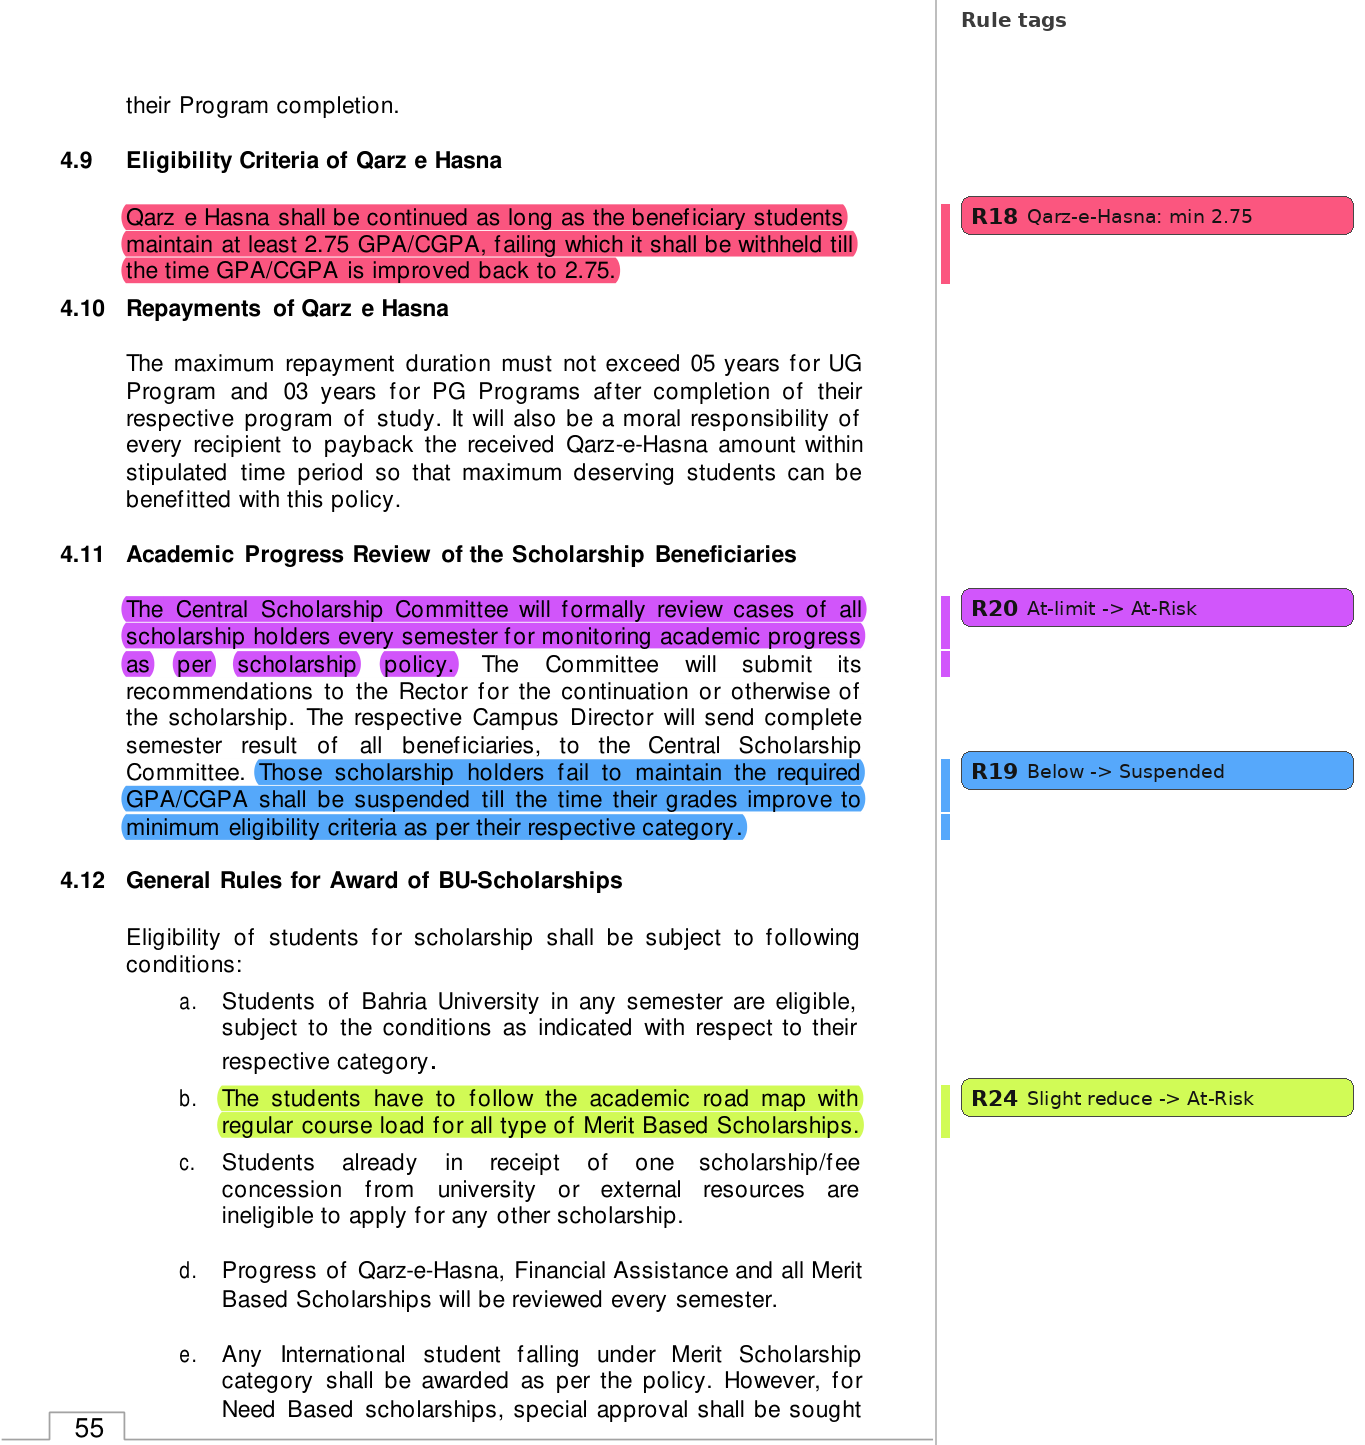 Rule tags
their Program completion.
4.9 Eligibility Criteria of Qarz e Hasna
Qarz e Hasna shall be continued as long as the beneficiary students
maintain at least 2.75 GPA/CGPA, failing which it shall be withheld till
the time GPA/CGPA is improved back to 2.75.
R18 Qarz-e-Hasna: min 2.75
4.10 Repayments of Qarz e Hasna
The maximum repayment duration must not exceed 05 years for UG
Program and 03 years for PG Programs after completion of their
respective program of study. It will also be a moral responsibility of
every recipient to payback the received Qarz-e-Hasna amount within
stipulated time period so that maximum deserving students can be
benefitted with this policy.
4.11 Academic Progress Review of the Scholarship Beneficiaries
The Central Scholarship Committee will formally review cases of all
scholarship holders every semester for monitoring academic progress
as per scholarship policy. The Committee will submit its
recommendations to the Rector for the continuation or otherwise of
the scholarship. The respective Campus Director will send complete
semester result of all beneficiaries, to the Central Scholarship
Committee. Those scholarship holders fail to maintain the required
GPA/CGPA shall be suspended till the time their grades improve to
minimum eligibility criteria as per their respective category.
R20 At-limit -> At-Risk
R19 Below -> Suspended
4.12 General Rules for Award of BU-Scholarships
Eligibility of students for scholarship shall be subject to following
conditions:
a. Students of Bahria University in any semester are eligible,
subject to the conditions as indicated with respect to their
respective category.
b. The students have to follow the academic road map with
regular course load for all type of Merit Based Scholarships.
R24 Slight reduce -> At-Risk
c. Students already in receipt of one scholarship/fee
concession from university or external resources are
ineligible to apply for any other scholarship.
d. Progress of Qarz-e-Hasna, Financial Assistance and all Merit
Based Scholarships will be reviewed every semester.
e. Any International student falling under Merit Scholarship
category shall be awarded as per the policy. However, for
Need Based scholarships, special approval shall be sought
55